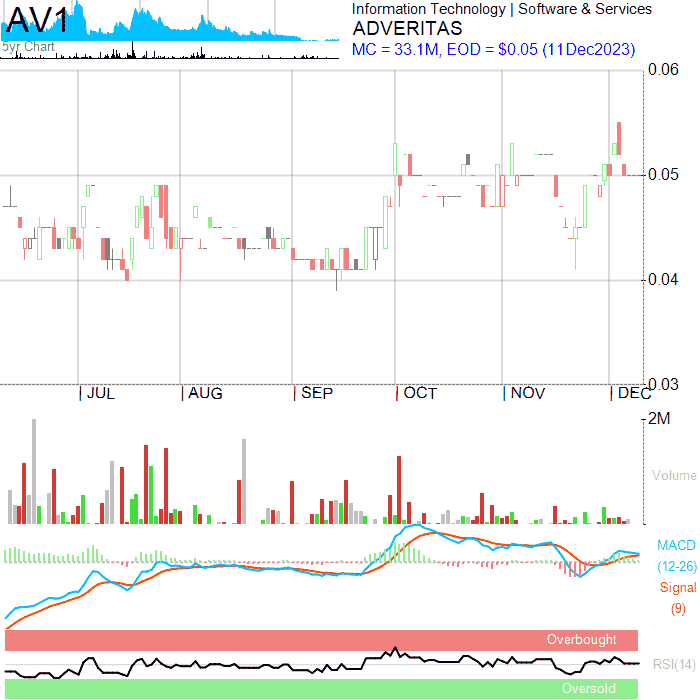 AV1
5yr Chart
Information Technology | Software & Services
ADVERITAS
MC = 33.1M, EOD = $0.05 (11Dec2023)
0.06
0.05
0.04
0.03
| JUL | AUG | SEP | OCT | NOV | DEC
2M
Volume
MACD
(12-26)
Signal
(9)
Overbought
RSI(14)
Oversold